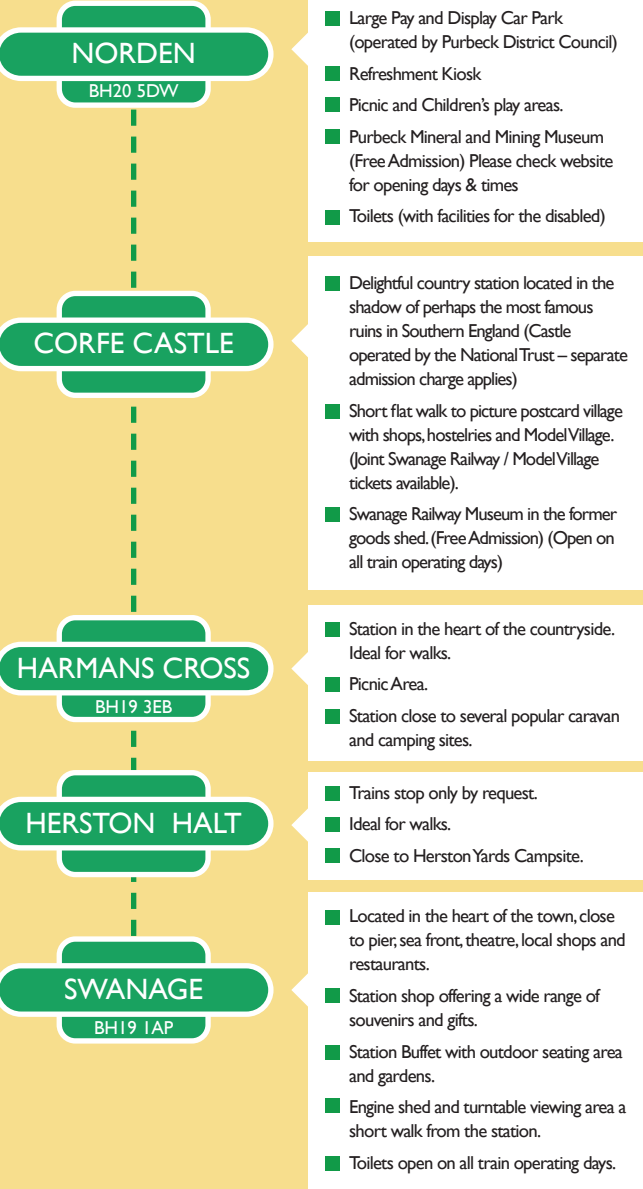 NORDEN
BH20 5DW
Large Pay and Display Car Park
(operated by Purbeck District Council)
Refreshment Kiosk
Picnic and Children's play areas.
Purbeck Mineral and Mining Museum
(Free Admission) Please check website
for opening days & times
Toilets (with facilities for the disabled)
CORFE CASTLE
Delightful country station located in the
shadow of perhaps the most famous
ruins in Southern England (Castle
operated by the National Trust – separate
admission charge applies)
Short flat walk to picture postcard village
with shops, hostelries and Model Village.
(Joint Swanage Railway / Model Village
tickets available).
Swanage Railway Museum in the former
goods shed. (Free Admission) (Open on
all train operating days)
HARMANS CROSS
BH19 3EB
Station in the heart of the countryside.
Ideal for walks.
Picnic Area.
Station close to several popular caravan
and camping sites.
HERSTON HALT
Trains stop only by request.
Ideal for walks.
Close to Herston Yards Campsite.
SWANAGE
BH19 1AP
Located in the heart of the town, close
to pier, sea front, theatre, local shops and
restaurants.
Station shop offering a wide range of
souvenirs and gifts.
Station Buffet with outdoor seating area
and gardens.
Engine shed and turntable viewing area a
short walk from the station.
Toilets open on all train operating days.